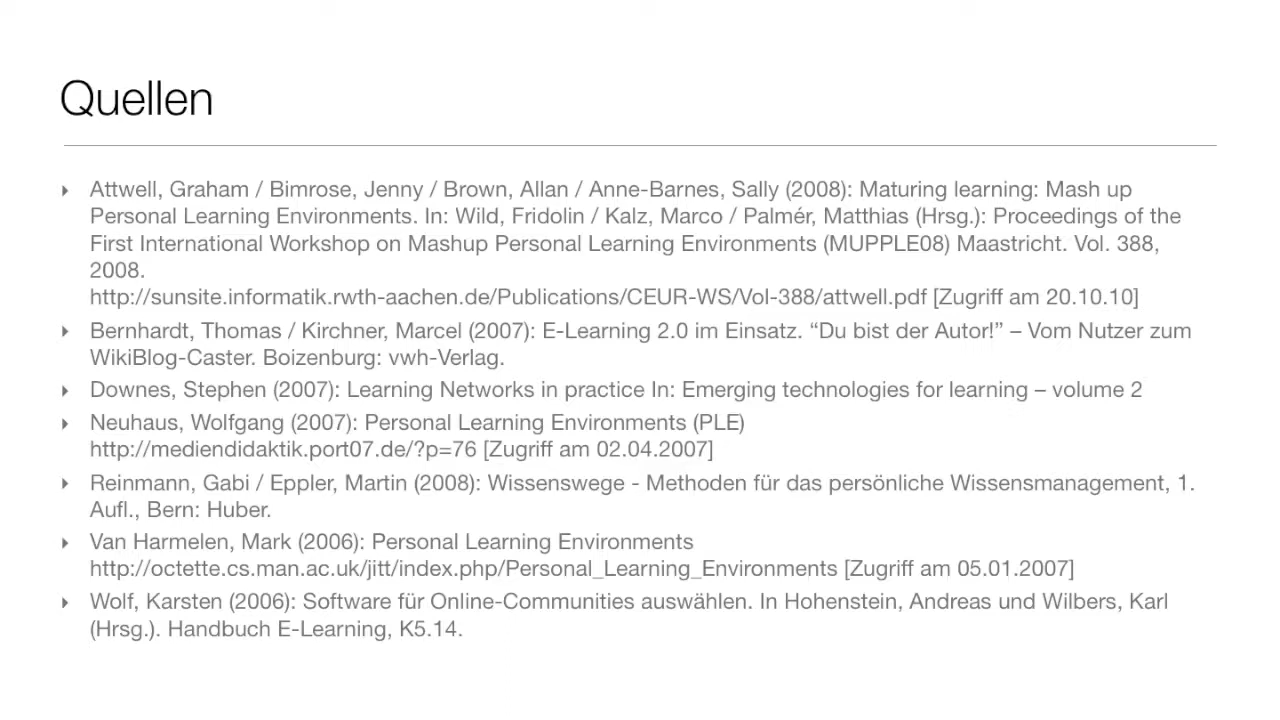 Quellen
‣ Attwell, Graham / Bimrose, Jenny / Brown, Allan / Anne-Barnes, Sally (2008): Maturing learning: Mash up
Personal Learning Environments. In: Wild, Fridolin / Kalz, Marco / Palmér, Matthias (Hrsg.): Proceedings of the
First International Workshop on Mashup Personal Learning Environments (MUPPLE08) Maastricht. Vol. 388,
2008.
http://sunsite.informatik.rwth-aachen.de/Publications/CEUR-WS/Vol-388/attwell.pdf [Zugriff am 20.10.10]
‣ Bernhardt, Thomas / Kirchner, Marcel (2007): E-Learning 2.0 im Einsatz. “Du bist der Autor!” – Vom Nutzer zum
WikiBlog-Caster. Boizenburg: vwh-Verlag.
‣ Downes, Stephen (2007): Learning Networks in practice In: Emerging technologies for learning – volume 2
‣ Neuhaus, Wolfgang (2007): Personal Learning Environments (PLE)
http://mediendidaktik.port07.de/?p=76 [Zugriff am 02.04.2007]
‣ Reinmann, Gabi / Eppler, Martin (2008): Wissenswege - Methoden für das persönliche Wissensmanagement, 1.
Aufl., Bern: Huber.
‣ Van Harmelen, Mark (2006): Personal Learning Environments
http://octette.cs.man.ac.uk/jitt/index.php/Personal_Learning_Environments [Zugriff am 05.01.2007]
‣ Wolf, Karsten (2006): Software für Online-Communities auswählen. In Hohenstein, Andreas und Wilbers, Karl
(Hrsg.). Handbuch E-Learning, K5.14.